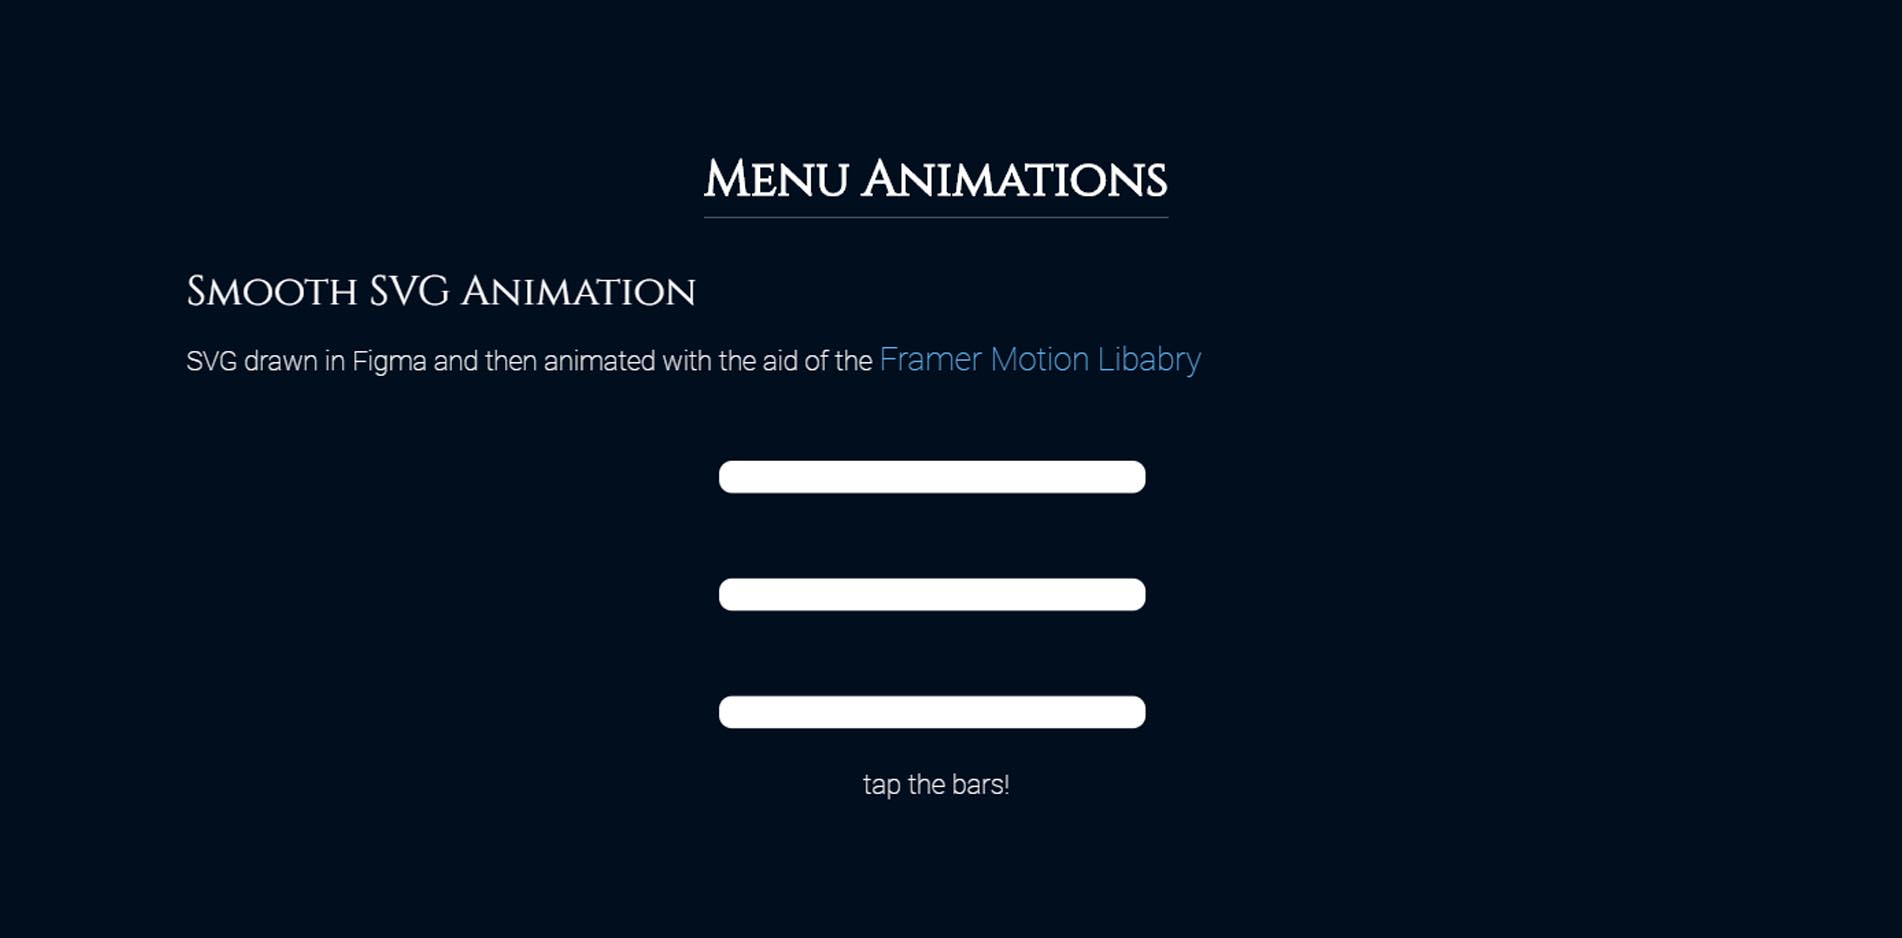 Menu Animations
Smooth SVG Animation
SVG drawn in Figma and then animated with the aid of the Framer Motion Libabry
tap the bars!